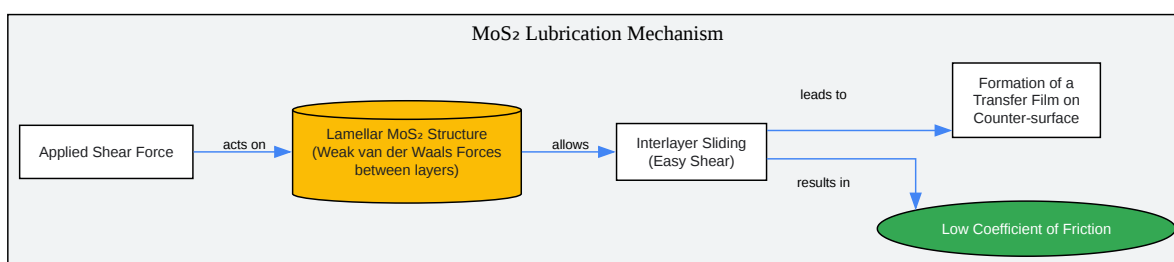 MoS₂ Lubrication Mechanism
Applied Shear Force
acts on
Lamellar MoS₂ Structure
(Weak van der Waals Forces
between layers)
allows
Interlayer Sliding
(Easy Shear)
leads to
Formation of a
Transfer Film on
Counter-surface
results in
Low Coefficient of Friction